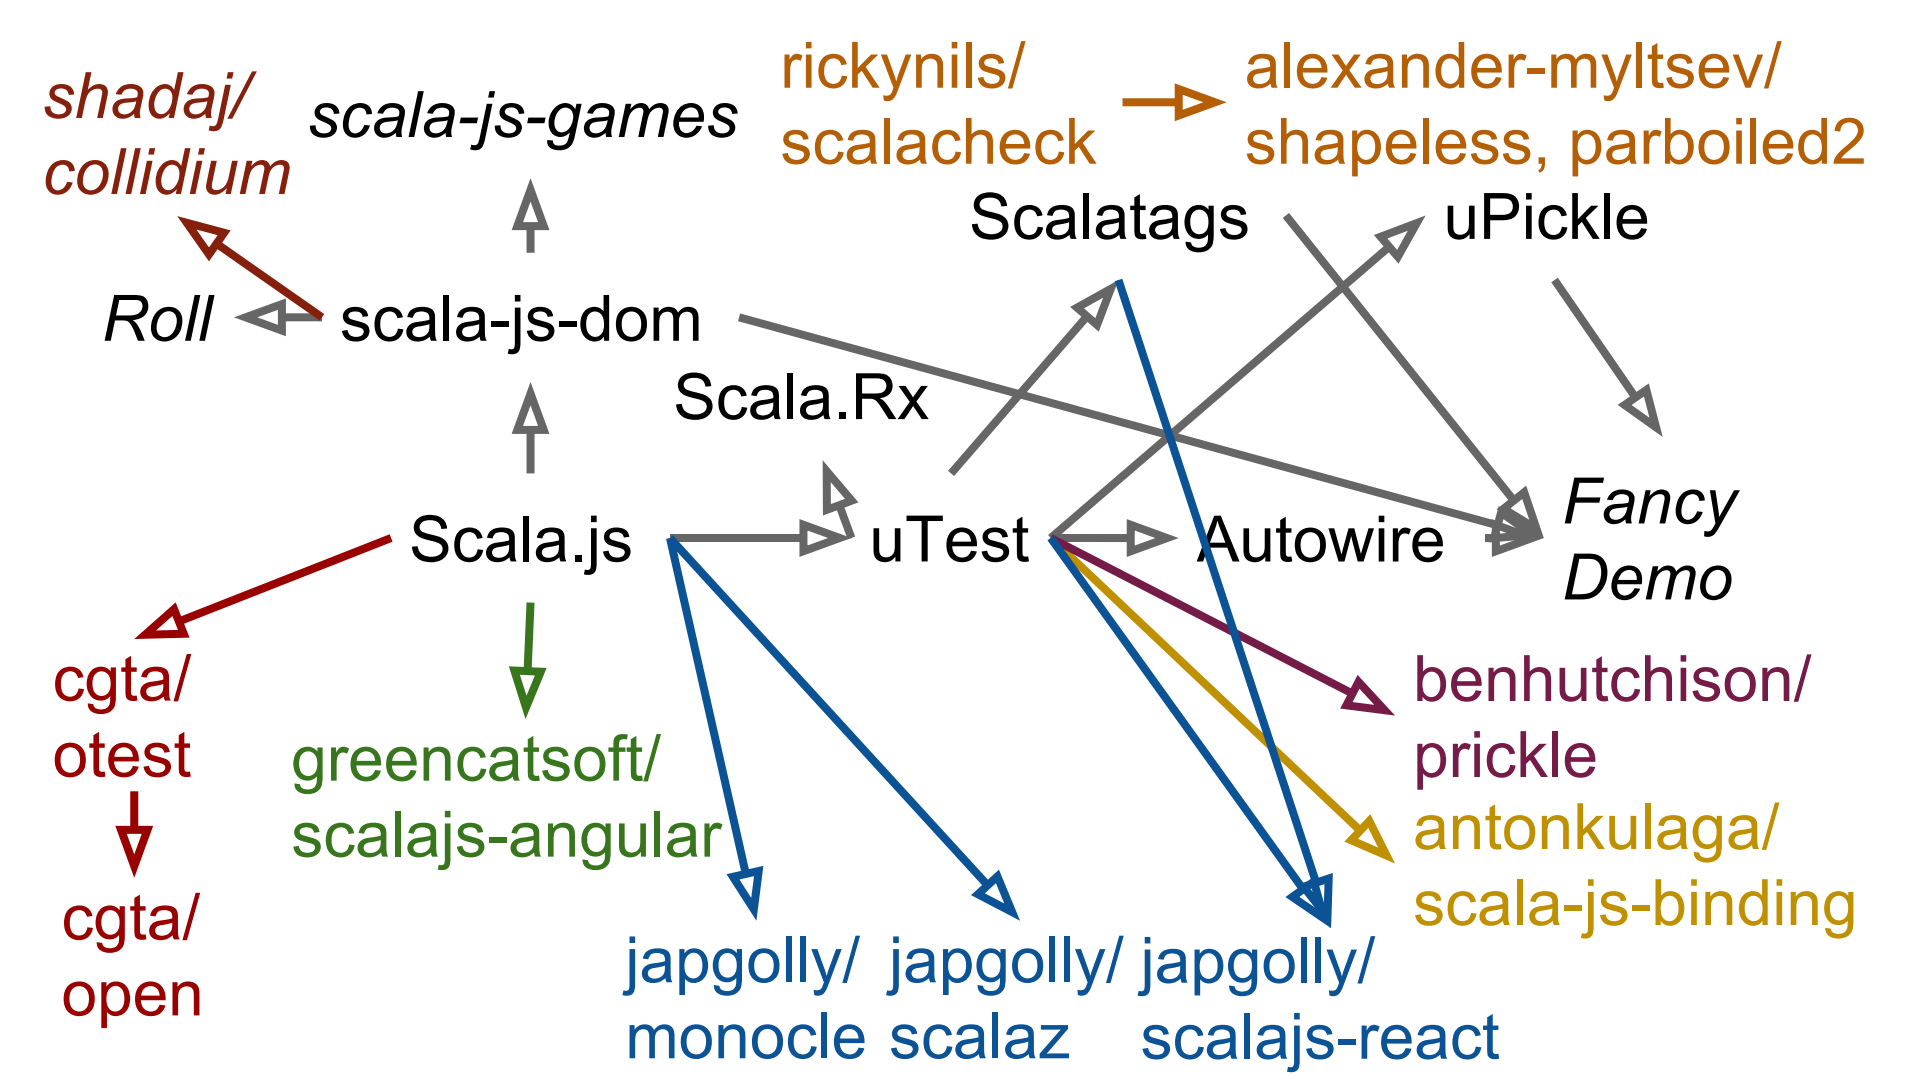 shadaj/
collidium
scala-js-games
rickynils/
scalacheck
alexander-myltsev/
shapeless, parboiled2
Scalatags
uPickle
Roll
scala-js-dom
Scala.Rx
Scala.js
uTest
Autowire
Fancy
Demo
cgta/
otest
greencatsoft/
scalajs-angular
benhutchison/
prickle
antonkulaga/
scala-js-binding
cgta/
open
japgolly/
monocle
japgolly/
scalaz
japgolly/
scalajs-react